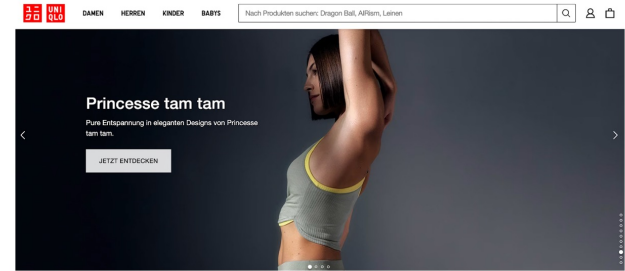 ユニ
クロ
UNI
QLO
DAMEN HERREN KINDER BABYS Nach Produkten suchen: Dragon Ball, AIRism, Leinen
Princesse tam tam
Pure Entspannung in eleganten Designs von Princesse
tam tam.
JETZT ENTDECKEN